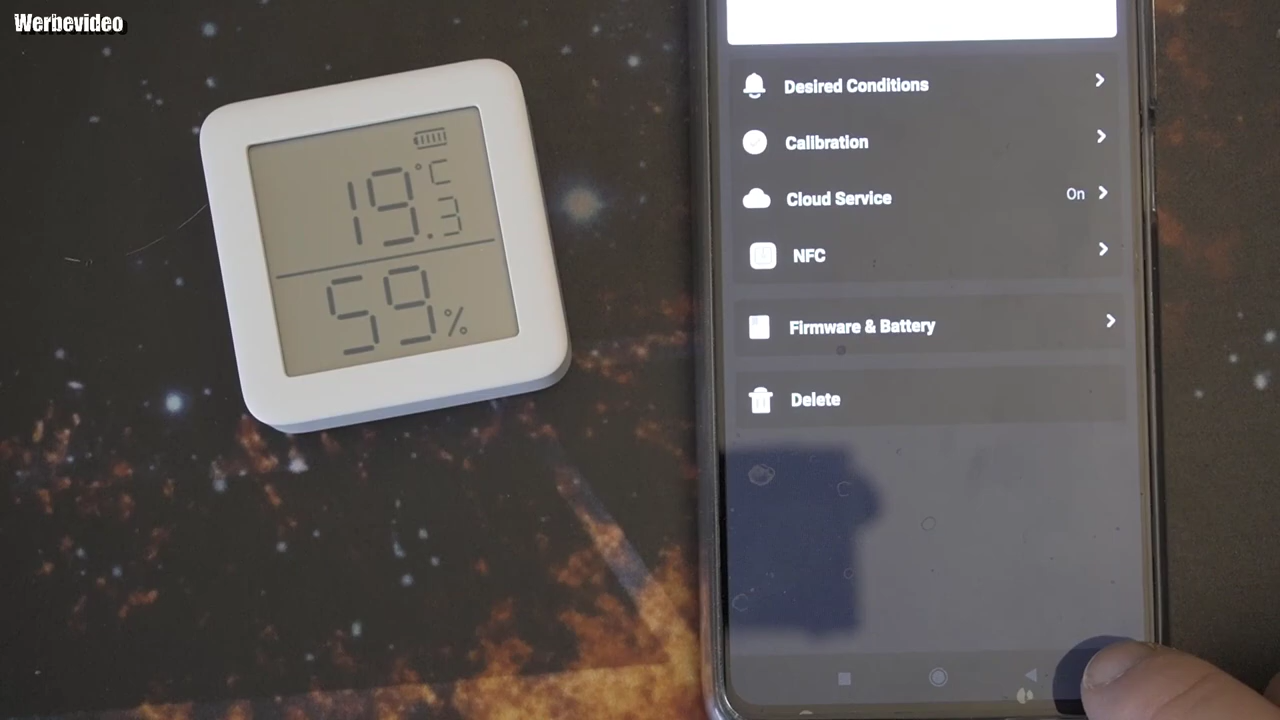 Werbevideo
19.3 °C
59%
Desired Conditions
Calibration
Cloud Service On
NFC
Firmware & Battery
Delete